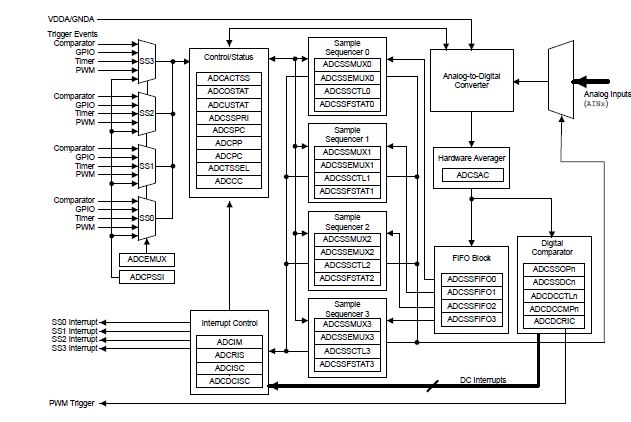 VDDA/GNDA
Trigger Events
Comparator
GPIO
Timer
PWM
SS3
Comparator
GPIO
Timer
PWM
SS2
Comparator
GPIO
Timer
PWM
SS1
Comparator
GPIO
Timer
PWM
SS0
ADCEMUX
ADCPSSI
Control/Status
ADCACTSS
ADCOSTAT
ADCUSTAT
ADCSSPRI
ADCSPC
ADCPP
ADCPC
ADCTSSEL
ADCCC
Sample
Sequencer 0
ADCSSMUX0
ADCSSEMUX0
ADCSSCTL0
ADCSSFSTAT0
Sample
Sequencer 1
ADCSSMUX1
ADCSSEMUX1
ADCSSCTL1
ADCSSFSTAT1
Sample
Sequencer 2
ADCSSMUX2
ADCSSEMUX2
ADCSSCTL2
ADCSSFSTAT2
Sample
Sequencer 3
ADCSSMUX3
ADCSSEMUX3
ADCSSCTL3
ADCSSFSTAT3
Analog-to-Digital
Converter
Analog Inputs
(AINx)
Hardware Averager
ADCSAC
FIFO Block
ADCSSFIFO0
ADCSSFIFO1
ADCSSFIFO2
ADCSSFIFO3
Digital
Comparator
ADCSSOPn
ADCSSDCn
ADCDCCTLn
ADCDCCMPn
ADCDCRIC
SS0 Interrupt
SS1 Interrupt
SS2 Interrupt
SS3 Interrupt
Interrupt Control
ADCIM
ADCRIS
ADCISC
ADCDCISC
DC Interrupts
PWM Trigger